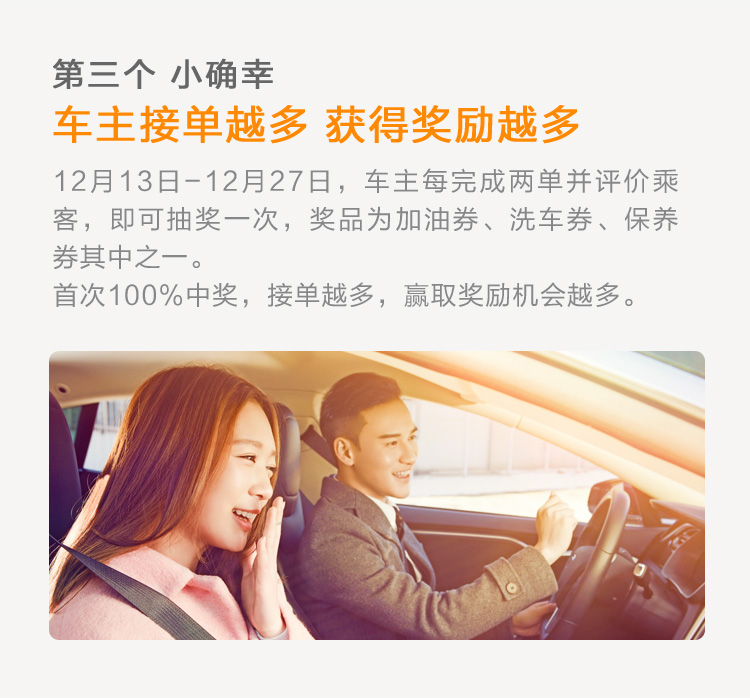 第三个 小确幸
车主接单越多 获得奖励越多
12月13日-12月27日，车主每完成两单并评价乘
客，即可抽奖一次，奖品为加油券、洗车券、保养
券其中之一。
首次100%中奖，接单越多，赢取奖励机会越多。